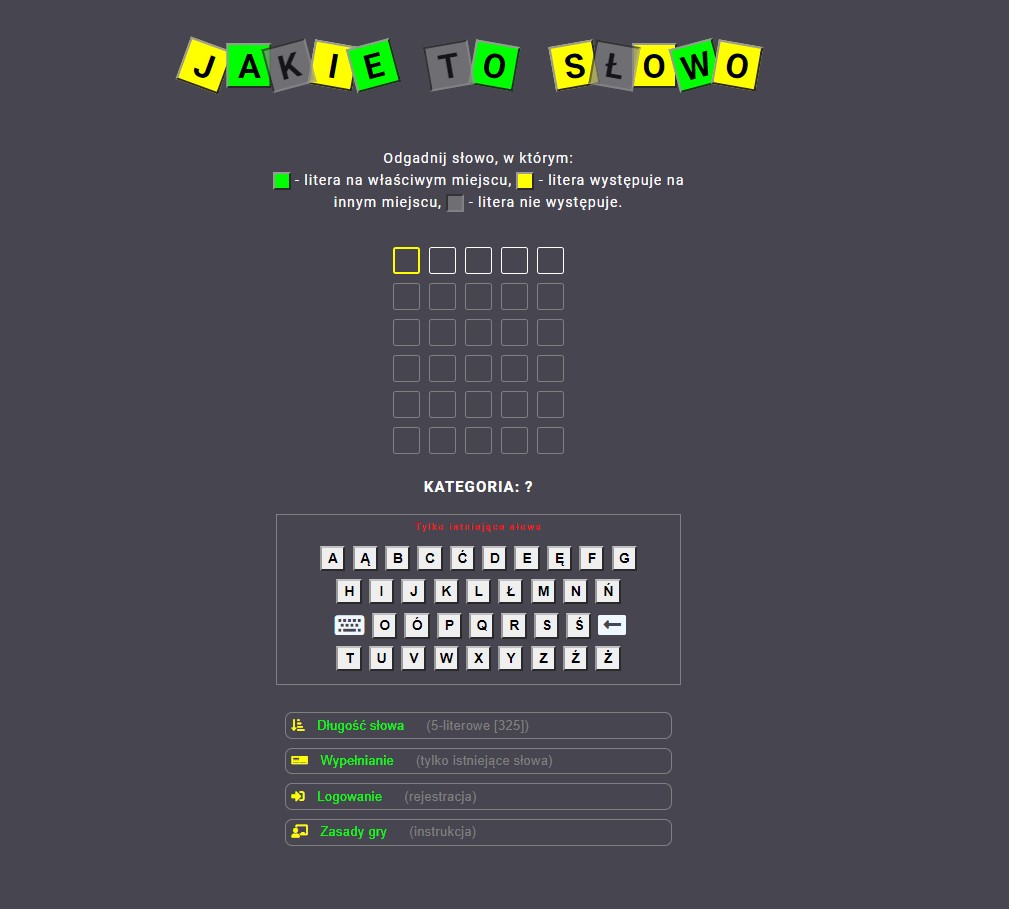 JAKIE TO SŁOWO
Odgadnij słowo, w którym:
- litera na właściwym miejscu, - litera występuje na
innym miejscu, - litera nie występuje.
KATEGORIA: ?
Tylko istniejące słowa
A Ą B C Ć D E Ę F G
H I J K L Ł M N Ń
O Ó P Q R S Ś
T U V W X Y Z Ź Ż
Długość słowa (5-literowe [325])
Wypełnianie (tylko istniejące słowa)
Logowanie (rejestracja)
Zasady gry (instrukcja)